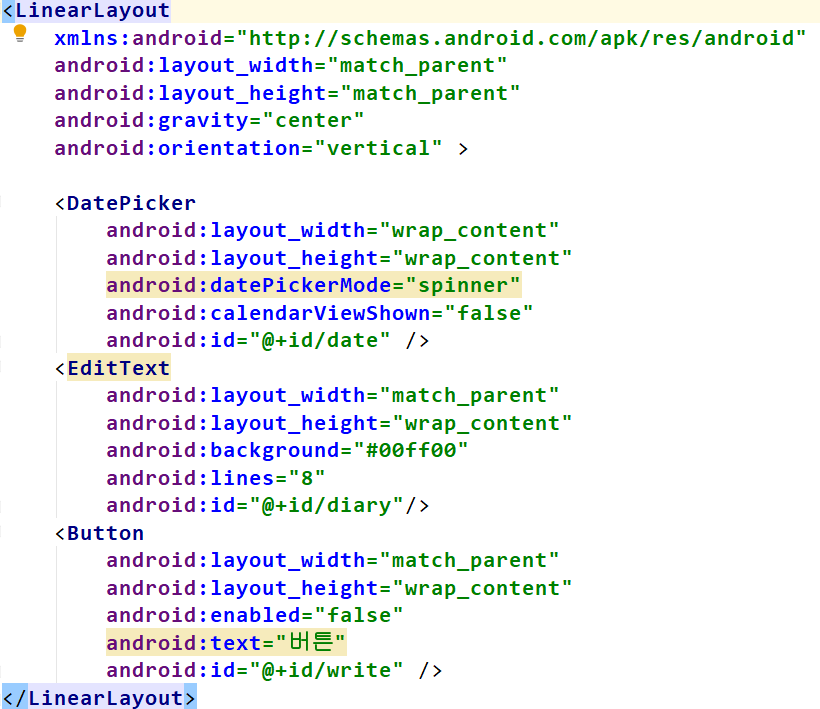 <LinearLayout
xmlns:android="http://schemas.android.com/apk/res/android"
android:layout_width="match_parent"
android:layout_height="match_parent"
android:gravity="center"
android:orientation="vertical" >
<DatePicker
android:layout_width="wrap_content"
android:layout_height="wrap_content"
android:datePickerMode="spinner"
android:calendarViewShown="false"
android:id="@+id/date" />
<EditText
android:layout_width="match_parent"
android:layout_height="wrap_content"
android:background="#00ff00"
android:lines="8"
android:id="@+id/diary"/>
<Button
android:layout_width="match_parent"
android:layout_height="wrap_content"
android:enabled="false"
android:text="버튼"
android:id="@+id/write" />
</LinearLayout>